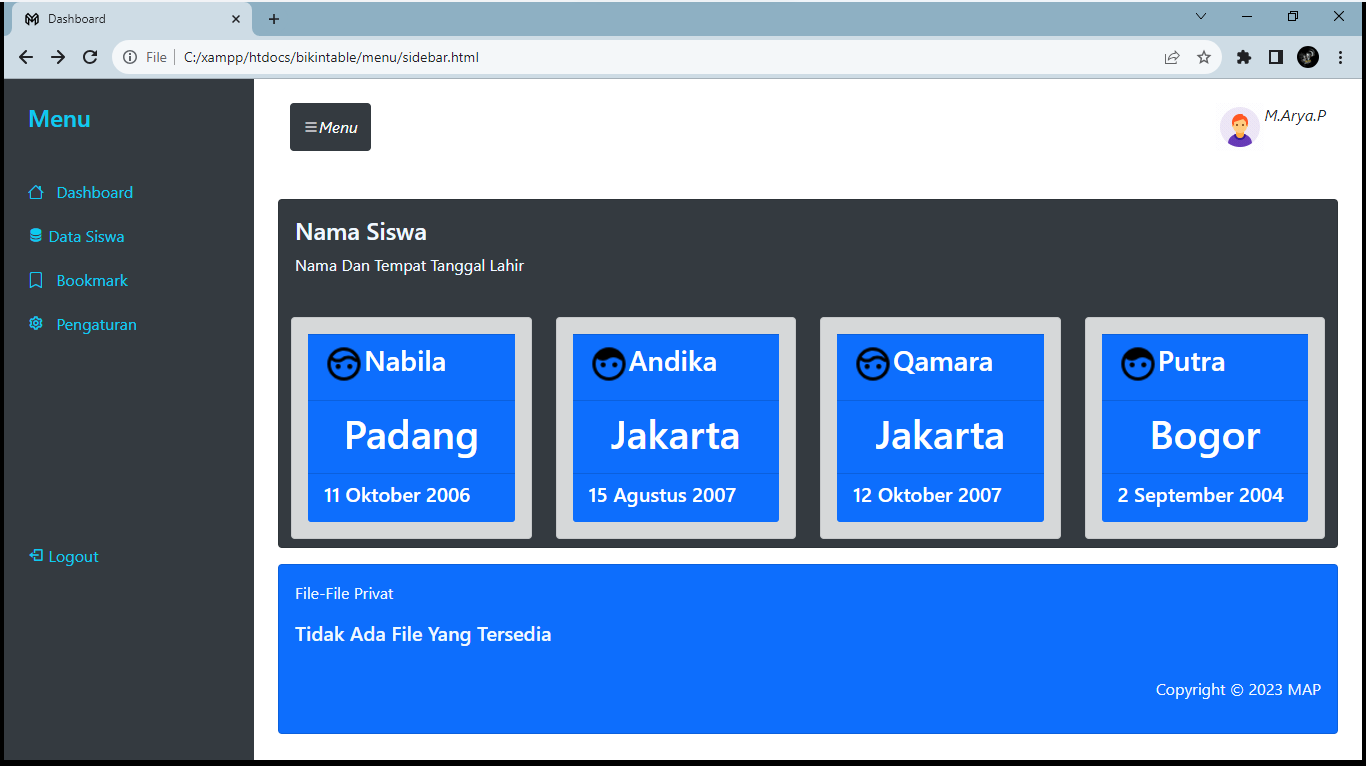 Dashboard
File C:/xampp/htdocs/bikintable/menu/sidebar.html
Menu
Dashboard
Data Siswa
Bookmark
Pengaturan
Logout
Menu
M.Arya.P
Nama Siswa
Nama Dan Tempat Tanggal Lahir
Nabila
Padang
11 Oktober 2006
Andika
Jakarta
15 Agustus 2007
Qamara
Jakarta
12 Oktober 2007
Putra
Bogor
2 September 2004
File-File Privat
Tidak Ada File Yang Tersedia
Copyright © 2023 MAP